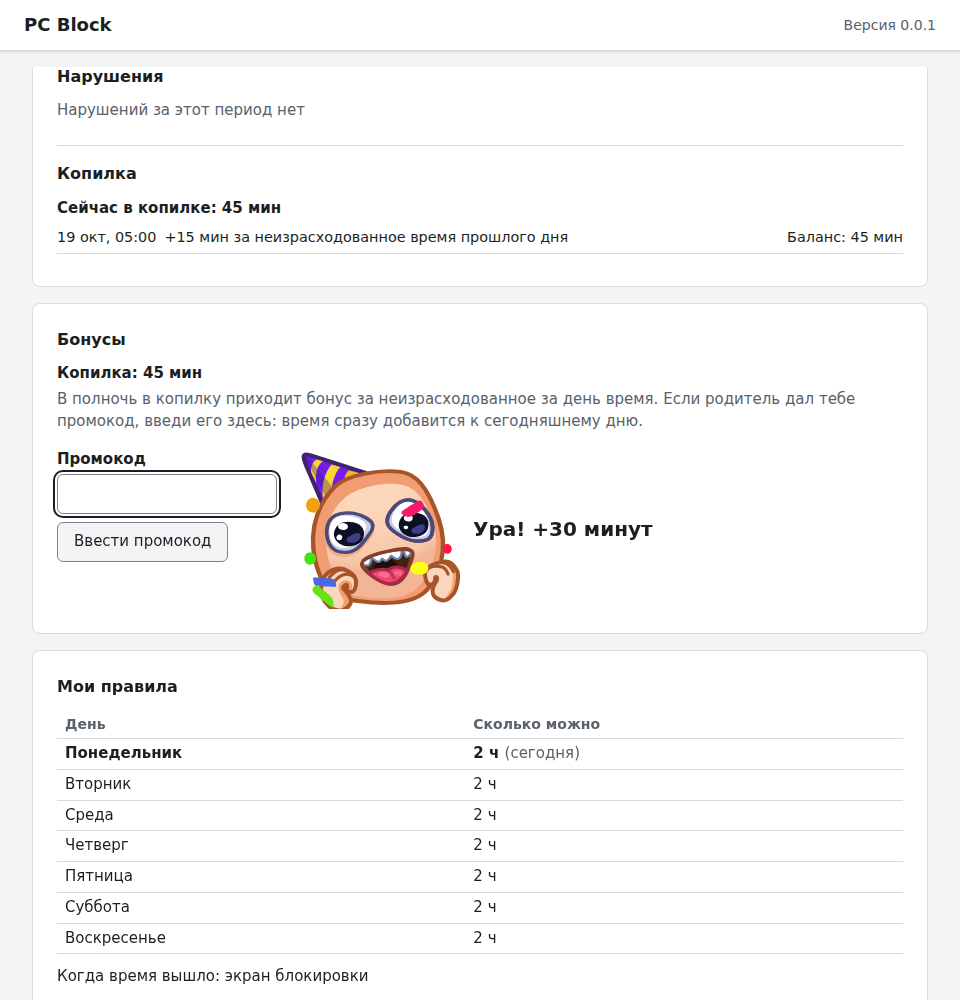 PC Block
Версия 0.0.1
Нарушения
Нарушений за этот период нет
Копилка
Сейчас в копилке: 45 мин
19 окт, 05:00 +15 мин за неизрасходованное время прошлого дня Баланс: 45 мин
Бонусы
Копилка: 45 мин
В полночь в копилку приходит бонус за неизрасходованное за день время. Если родитель дал тебе
промокод, введи его здесь: время сразу добавится к сегодняшнему дню.
Промокод
Ввести промокод
Ура! +30 минут
Мои правила
День Сколько можно
Понедельник 2 ч (сегодня)
Вторник 2 ч
Среда 2 ч
Четверг 2 ч
Пятница 2 ч
Суббота 2 ч
Воскресенье 2 ч
Когда время вышло: экран блокировки